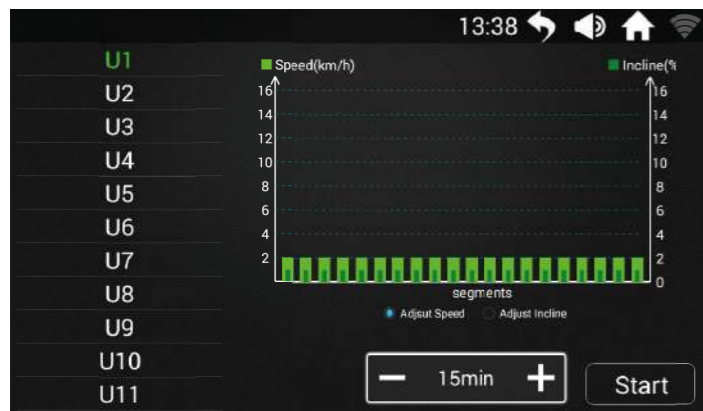 13:38
U1
U2
U3
U4
U5
U6
U7
U8
U9
U10
U11
Speed(km/h)
Incline(%
16
14
12
10
8
6
4
2
16
14
12
10
8
6
4
2
0
segments
Adjsut Speed
Adjust Incline
15min
Start